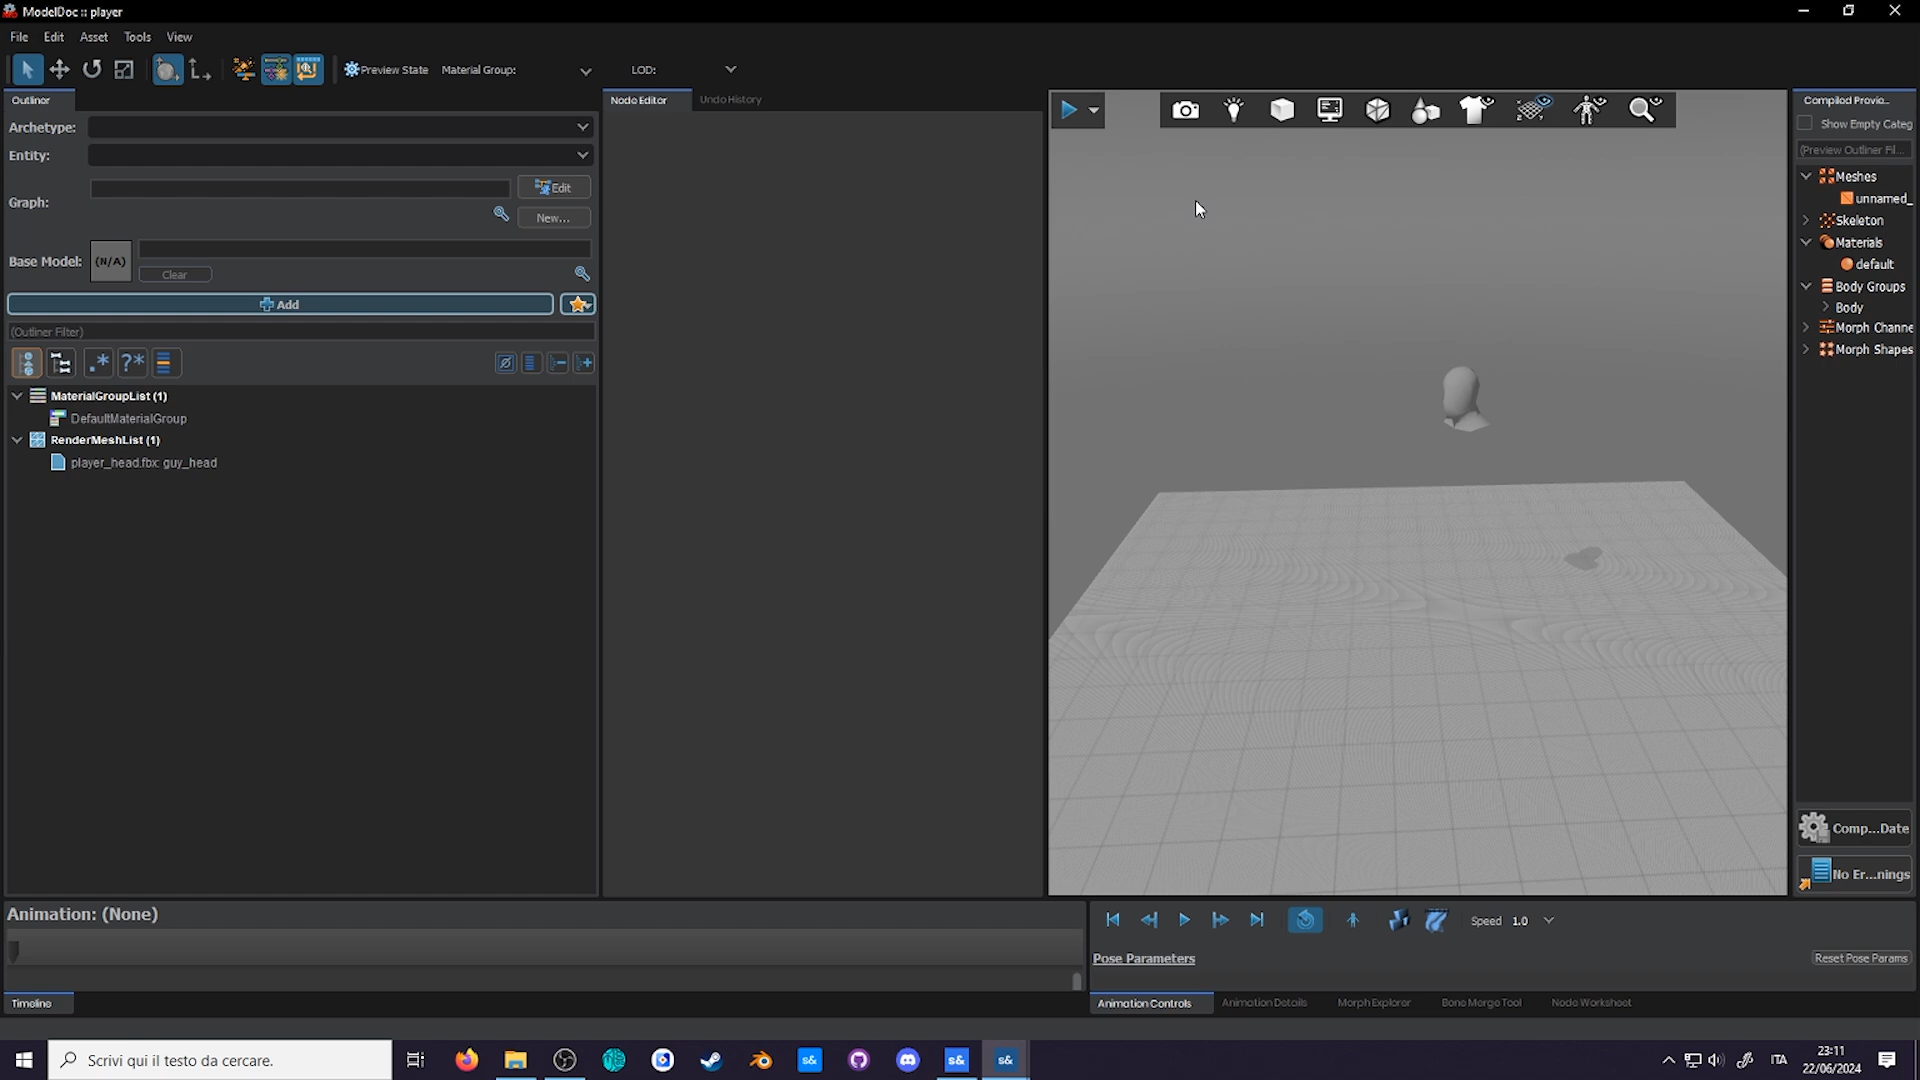 ModelDoc :: player
File Edit Asset Tools View
Preview State Material Group: LOD:
Outliner
Archetype:
Entity:
Graph:
Edit
New...
Base Model:
(N/A)
Clear
Add
(Outliner Filter)
.* ?*
MaterialGroupList (1)
DefaultMaterialGroup
RenderMeshList (1)
player_head.fbx: guy_head
Node Editor Undo History
Compiled Previe...
Show Empty Categ
(Preview Outliner Fil...
Meshes
unnamed_
Skeleton
Materials
default
Body Groups
Body
Morph Channe
Morph Shapes
Comp...Date
No Er...nings
Animation: (None)
Timeline
Speed 1.0
Pose Parameters
Reset Pose Params
Animation Controls Animation Details Morph Explorer Bone Merge Tool Node Worksheet
Scrivi qui il testo da cercare.
s& s& s&
ITA
23:11
22/06/2024